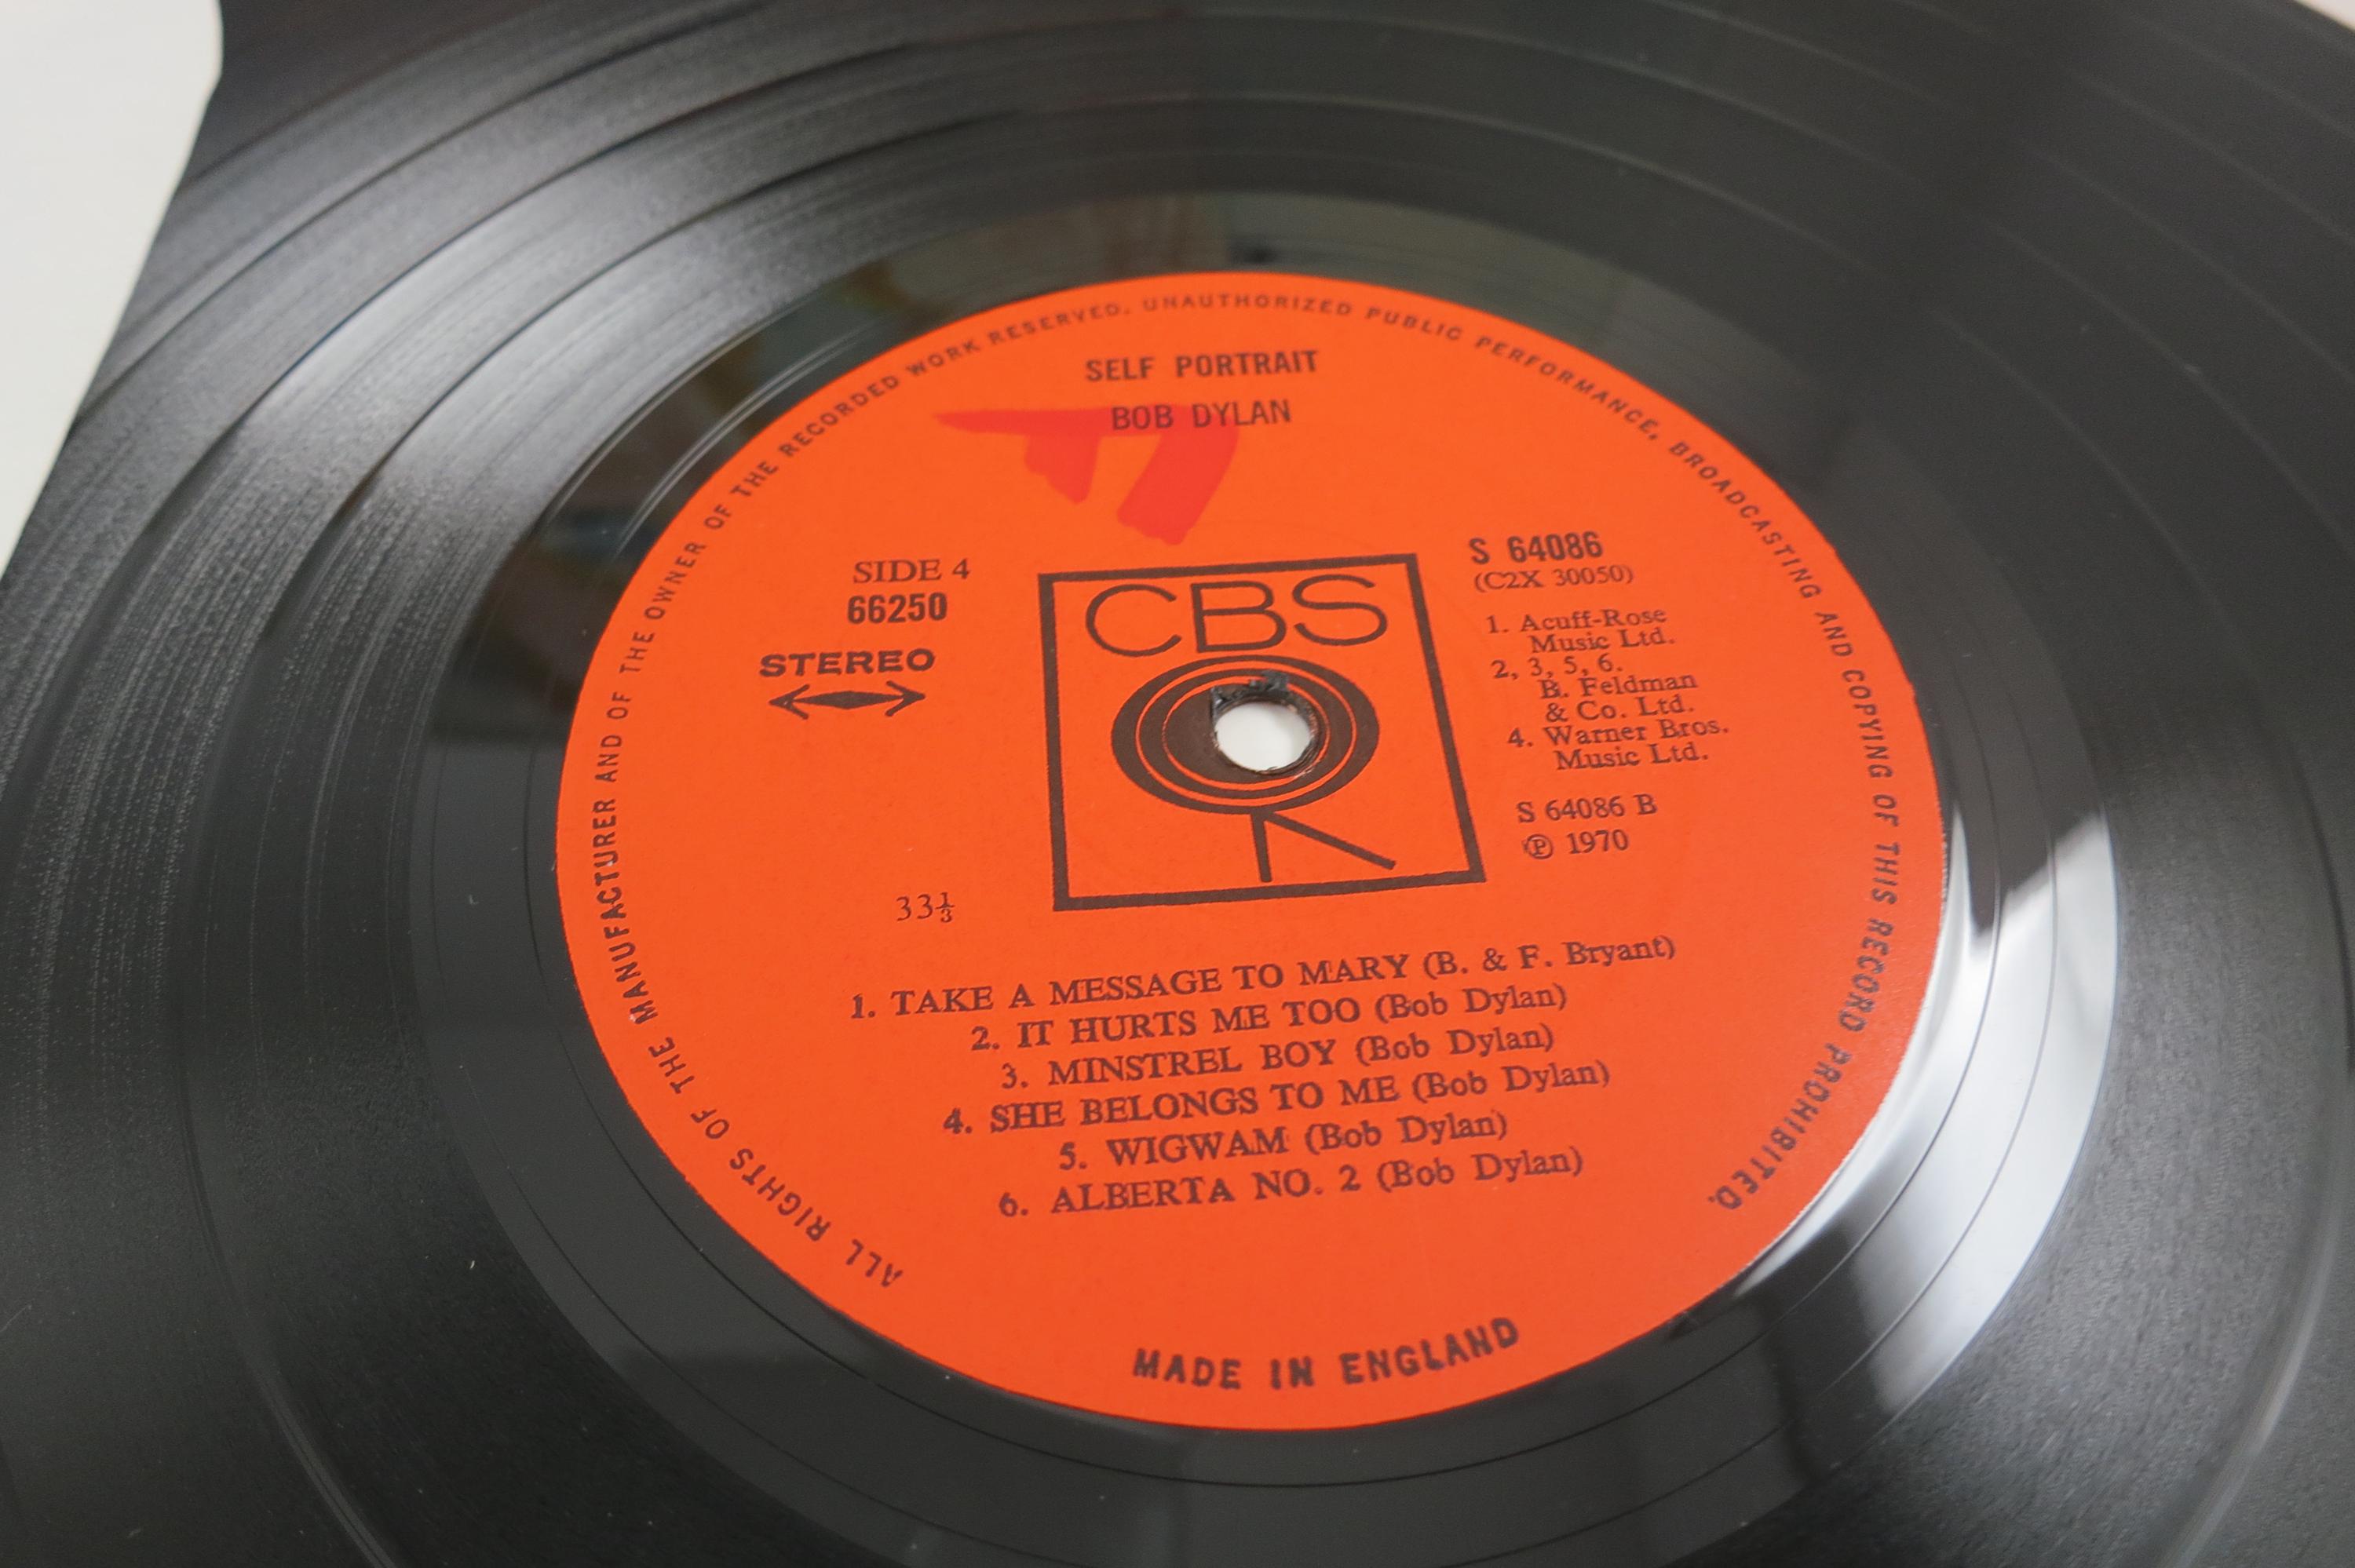 ALL RIGHTS OF THE MANUFACTURER AND OF THE OWNER OF THE RECORDED WORK RESERVED. UNAUTHORIZED PUBLIC PERFORMANCE, BROADCASTING AND COPYING OF THIS RECORD PROHIBITED.
SELF PORTRAIT
BOB DYLAN
SIDE 4
66250
STEREO
33⅓
CBS
S 64086
(C2X 30050)
1. Acuff-Rose
Music Ltd.
2, 3, 5, 6.
B. Feldman
& Co. Ltd.
4. Warner Bros.
Music Ltd.
S 64086 B
℗ 1970
1. TAKE A MESSAGE TO MARY (B. & F. Bryant)
2. IT HURTS ME TOO (Bob Dylan)
3. MINSTREL BOY (Bob Dylan)
4. SHE BELONGS TO ME (Bob Dylan)
5. WIGWAM (Bob Dylan)
6. ALBERTA NO. 2 (Bob Dylan)
MADE IN ENGLAND